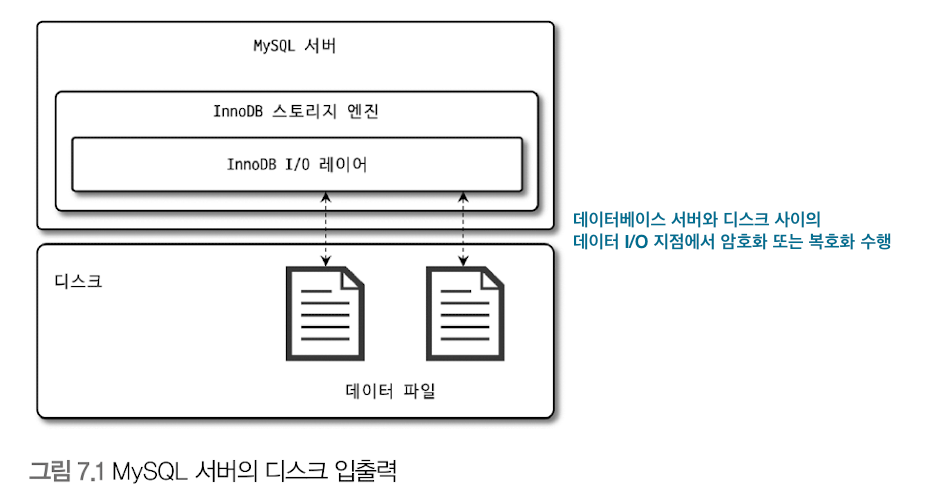 MySQL 서버
InnoDB 스토리지 엔진
InnoDB I/O 레이어
데이터베이스 서버와 디스크 사이의
데이터 I/O 지점에서 암호화 또는 복호화 수행
디스크
데이터 파일
그림 7.1 MySQL 서버의 디스크 입출력